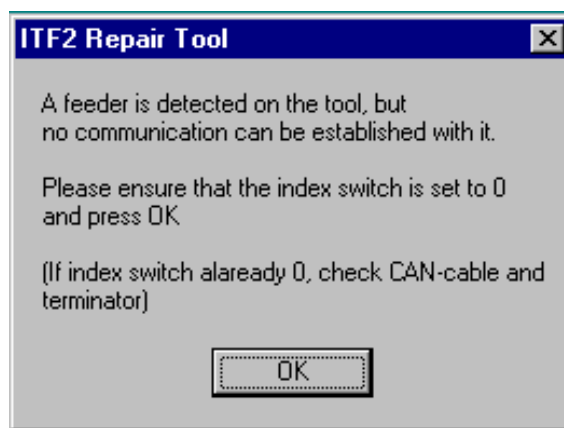 ITF2 Repair Tool
A feeder is detected on the tool, but
no communication can be established with it.
Please ensure that the index switch is set to 0
and press OK
(If index switch alaready 0, check CAN-cable and
terminator)
OK